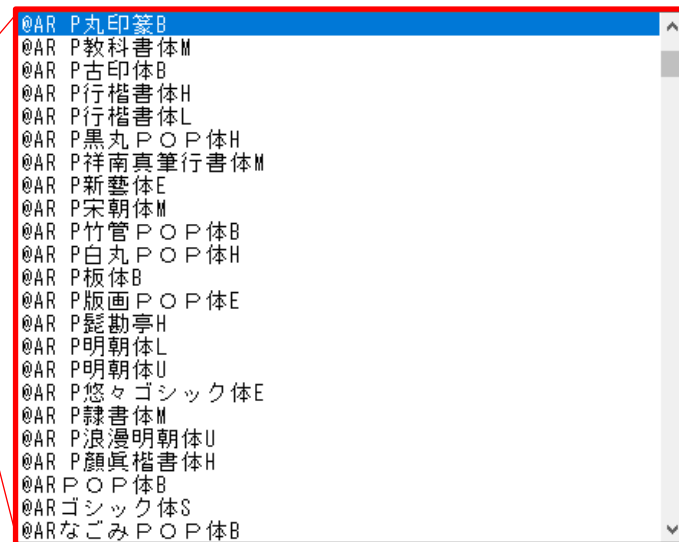 @AR P丸印篆B
@AR P教科書体M
@AR P古印体B
@AR P行楷書体H
@AR P行楷書体L
@AR P黒丸ＰＯＰ体H
@AR P祥南真筆行書体M
@AR P新藝体E
@AR P宋朝体M
@AR P竹管ＰＯＰ体B
@AR P白丸ＰＯＰ体H
@AR P板体B
@AR P版画ＰＯＰ体E
@AR P髭勘亭H
@AR P明朝体L
@AR P明朝体U
@AR P悠々ゴシック体E
@AR P隷書体M
@AR P浪漫明朝体U
@AR P顏眞楷書体H
@ARＰＯＰ体B
@ARゴシック体S
@ARなごみＰＯＰ体B